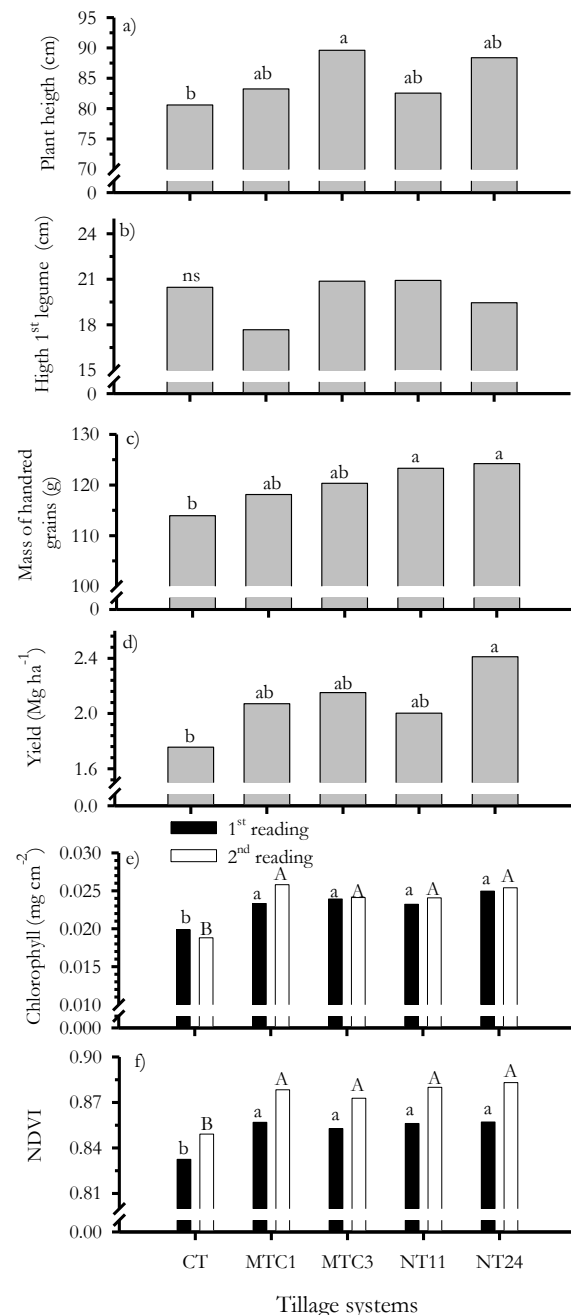 95
a)
a
ab
ab
90
85
ab
ab
b
80
75
70
0
Plant heigth (cm)
24
b)
ns
21
18
15
0
Higth 1st legume (cm)
130
c)
a
a
ab
120
ab
b
110
100
0
Mass of handred
grains (g)
d)
a
2.4
ab
ab
ab
2.0
b
1.6
0.0
Yield (Mg ha-1)
1st reading
2nd reading
0.030
e)
A
a
A
a
A
a
A
a
0.025
b
B
0.020
0.015
0.010
0.000
Chlorophyll (mg cm-2)
0.90
f)
A
A
A
A
0.87
B
a
a
a
a
b
0.84
0.81
0.00
NDVI
CT MTC1 MTC3 NT11 NT24
Tillage systems